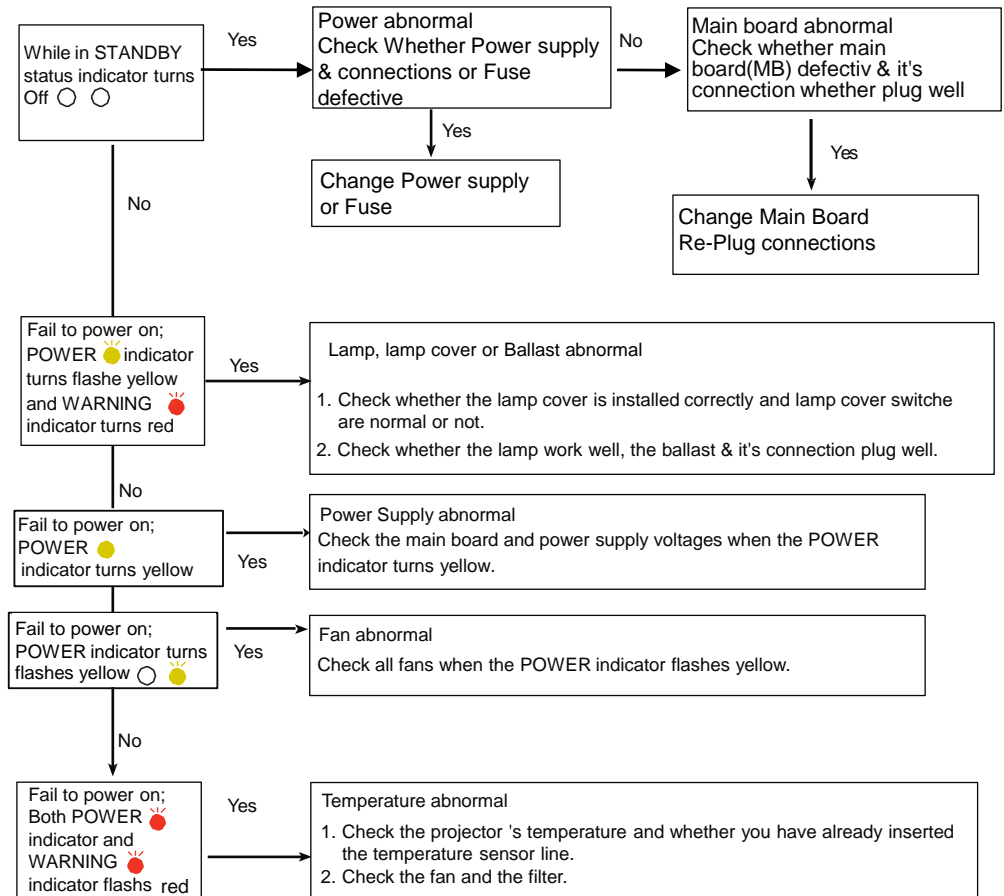 While in STANDBY
status indicator turns
Off
Yes
Power abnormal
Check Whether Power supply
& connections or Fuse
defective
No
Main board abnormal
Check whether main
board(MB) defectiv & it's
connection whether plug well
Yes
Change Power supply
or Fuse
Yes
Change Main Board
Re-Plug connections
No
Fail to power on;
POWER indicator
turns flashe yellow
and WARNING
indicator turns red
Yes
Lamp, lamp cover or Ballast abnormal
1. Check whether the lamp cover is installed correctly and lamp cover switche
are normal or not.
2. Check whether the lamp work well, the ballast & it's connection plug well.
No
Fail to power on;
POWER
indicator turns yellow
Yes
Power Supply abnormal
Check the main board and power supply voltages when the POWER
indicator turns yellow.
Fail to power on;
POWER indicator turns
flashes yellow
Yes
Fan abnormal
Check all fans when the POWER indicator flashes yellow.
No
Fail to power on;
Both POWER
indicator and
WARNING
indicator flashs red
Yes
Temperature abnormal
1. Check the projector 's temperature and whether you have already inserted
the temperature sensor line.
2. Check the fan and the filter.